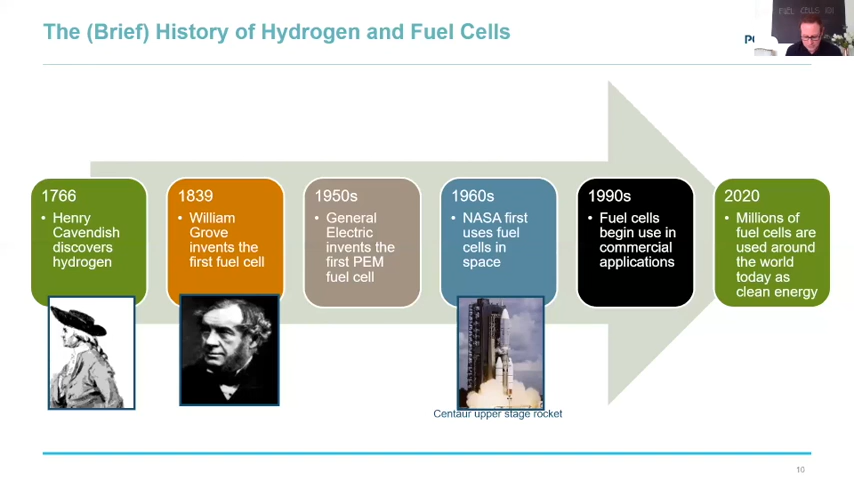 The (Brief) History of Hydrogen and Fuel Cells
FUEL CELLS 101
1766
• Henry
Cavendish
discovers
hydrogen
1839
• William
Grove
invents the
first fuel cell
1950s
• General
Electric
invents the
first PEM
fuel cell
1960s
• NASA first
uses fuel
cells in
space
1990s
• Fuel cells
begin use in
commercial
applications
2020
• Millions of
fuel cells are
used around
the world
today as
clean energy
Centaur upper stage rocket
10